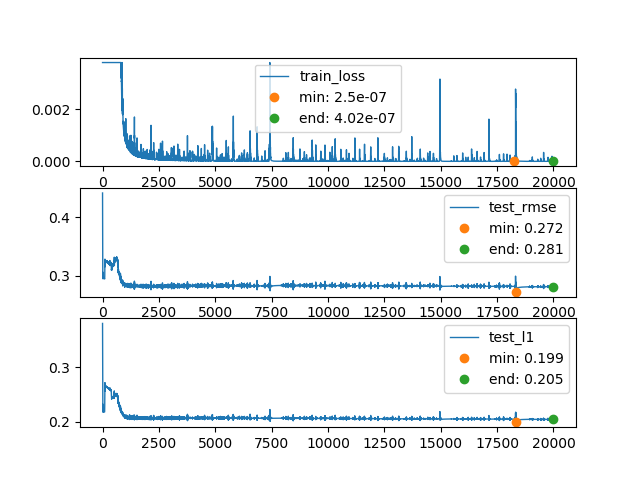 train_loss
min: 2.5e-07
end: 4.02e-07
0.002
0.000
0 2500 5000 7500 10000 12500 15000 17500 20000
test_rmse
min: 0.272
end: 0.281
0.4
0.3
0 2500 5000 7500 10000 12500 15000 17500 20000
test_l1
min: 0.199
end: 0.205
0.3
0.2
0 2500 5000 7500 10000 12500 15000 17500 20000